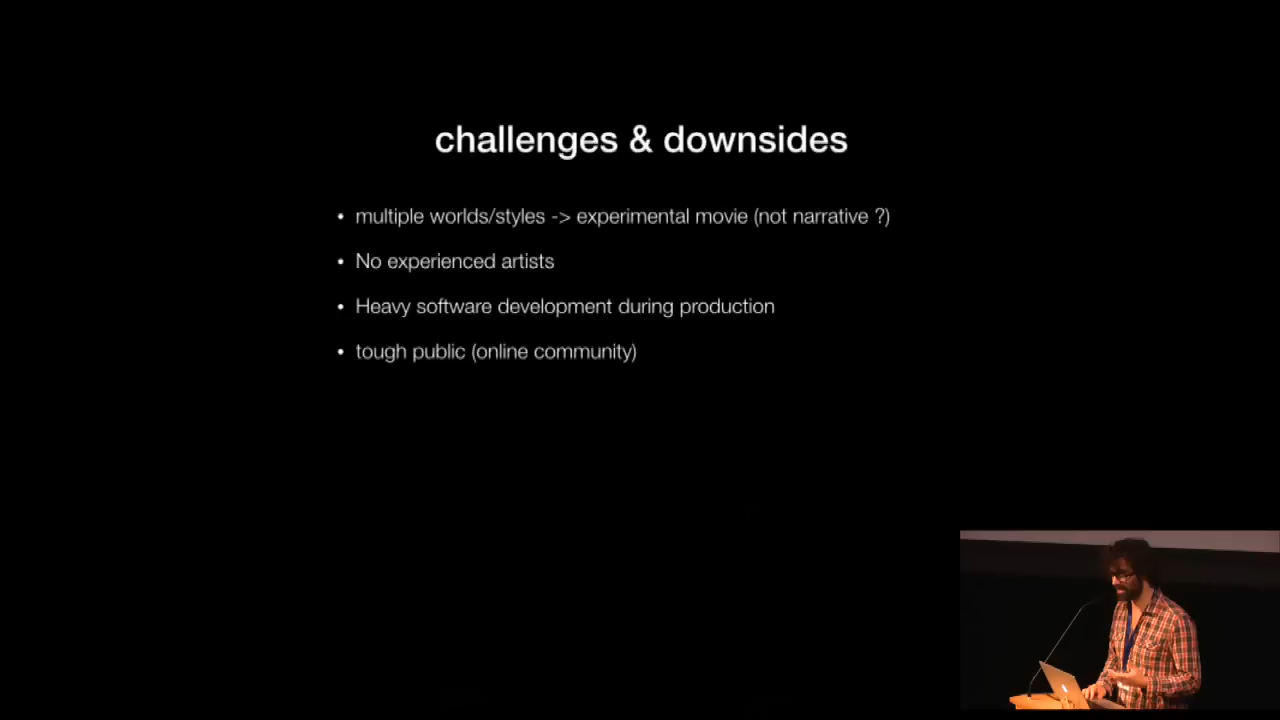 challenges & downsides
• multiple worlds/styles -> experimental movie (not narrative ?)
• No experienced artists
• Heavy software development during production
• tough public (online community)